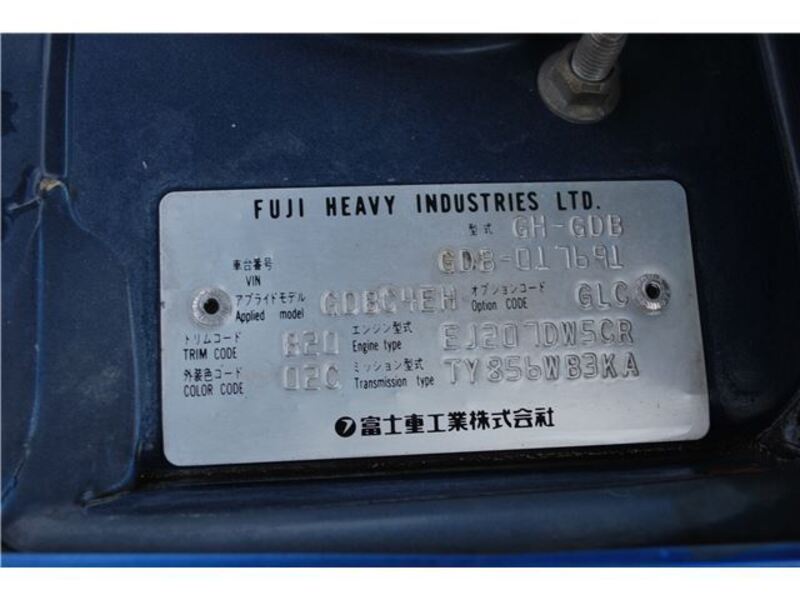 FUJI HEAVY INDUSTRIES LTD.
型式 GH-GDB
車台番号 VIN GDB-017691
アプライドモデル Applied model GDBC4EH オプションコード Option CODE GLC
トリムコード TRIM CODE B20 エンジン型式 Engine type EJ207DW5CR
外装色コード COLOR CODE 02C ミッション型式 Transmission type TY856WB3KA
富士重工業株式会社